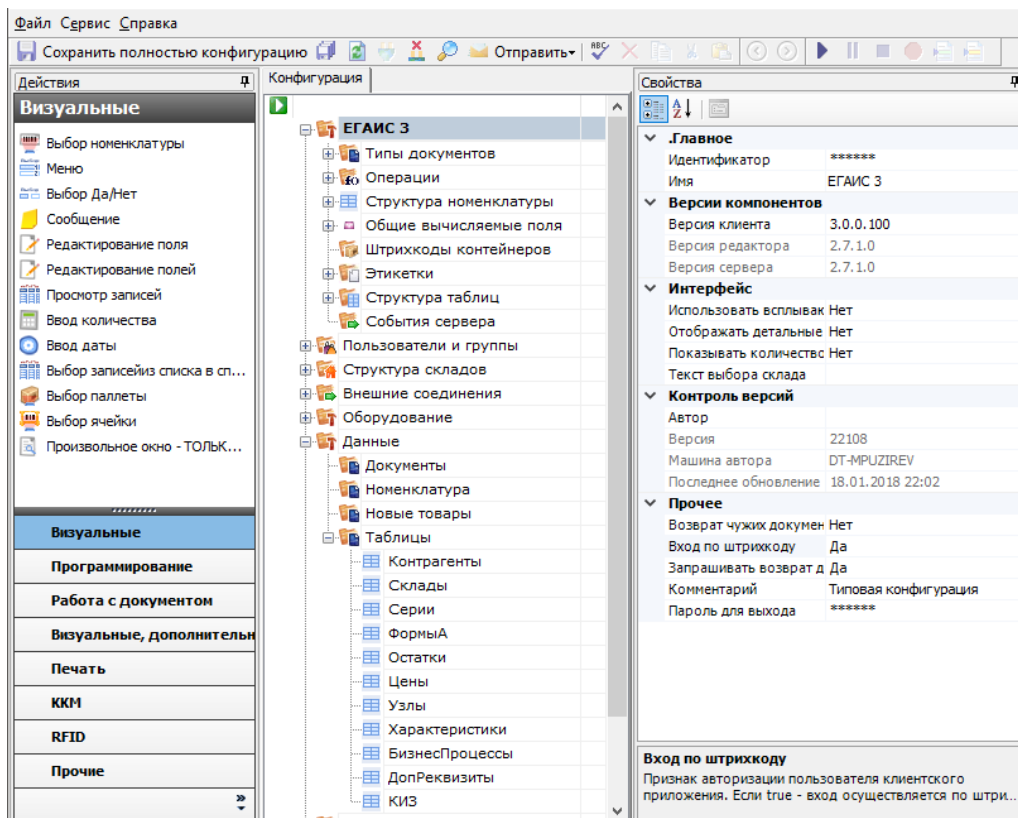 Файл Сервис Справка
Сохранить полностью конфигурацию Отправить ABC
Действия
Визуальные
Выбор номенклатуры
Меню
Выбор Да/Нет
Сообщение
Редактирование поля
Редактирование полей
Просмотр записей
Ввод количества
Ввод даты
Выбор записейиз списка в сп...
Выбор паллеты
Выбор ячейки
Произвольное окно - ТОЛЬК...
Визуальные
Программирование
Работа с документом
Визуальные, дополнительн
Печать
ККМ
RFID
Прочие
Конфигурация
ЕГАИС 3
Типы документов
Операции
Структура номенклатуры
Общие вычисляемые поля
Штрихкоды контейнеров
Этикетки
Структура таблиц
События сервера
Пользователи и группы
Структура складов
Внешние соединения
Оборудование
Данные
Документы
Номенклатура
Новые товары
Таблицы
Контрагенты
Склады
Серии
ФормыА
Остатки
Цены
Узлы
Характеристики
БизнесПроцессы
ДопРеквизиты
КИЗ
Свойства
.Главное
Идентификатор ******
Имя ЕГАИС 3
Версии компонентов
Версия клиента 3.0.0.100
Версия редактора 2.7.1.0
Версия сервера 2.7.1.0
Интерфейс
Использовать всплывак Нет
Отображать детальные Нет
Показывать количествс Нет
Текст выбора склада
Контроль версий
Автор
Версия 22108
Машина автора DT-MPUZIREV
Последнее обновление 18.01.2018 22:02
Прочее
Возврат чужих докумен Нет
Вход по штрихкоду Да
Запрашивать возврат д Да
Комментарий Типовая конфигурация
Пароль для выхода ******
Вход по штрихкоду
Признак авторизации пользователя клиентского
приложения. Если true - вход осуществляется по штри...